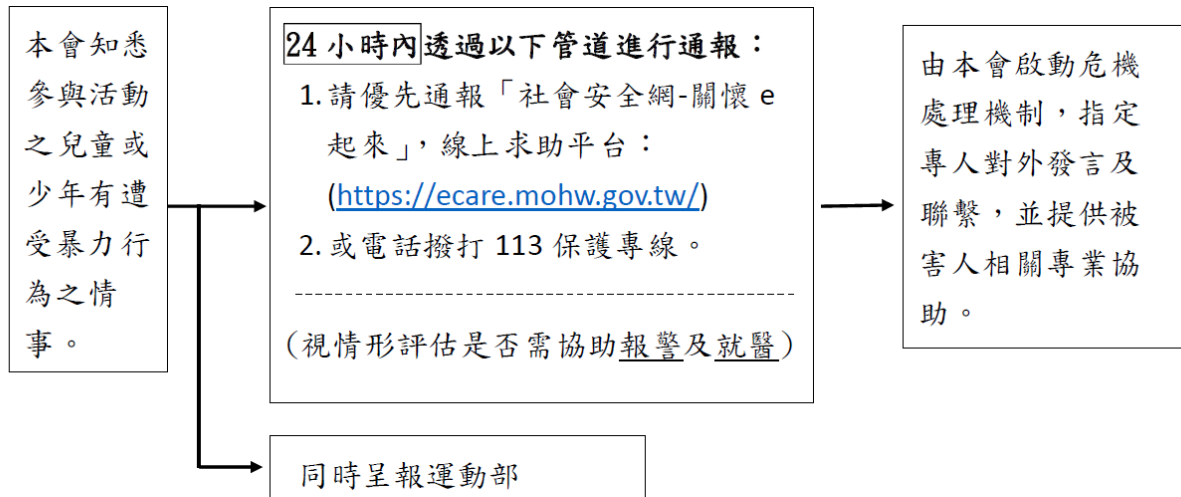 本會知悉
參與活動
之兒童或
少年有遭
受暴力行
為之情
事。
24 小時內透過以下管道進行通報：
1. 請優先通報「社會安全網-關懷 e
起來」，線上求助平台：
(https://ecare.mohw.gov.tw/)
2. 或電話撥打 113 保護專線。
（視情形評估是否需協助報警及就醫）
由本會啟動危機
處理機制，指定
專人對外發言及
聯繫，並提供被
害人相關專業協
助。
同時呈報運動部